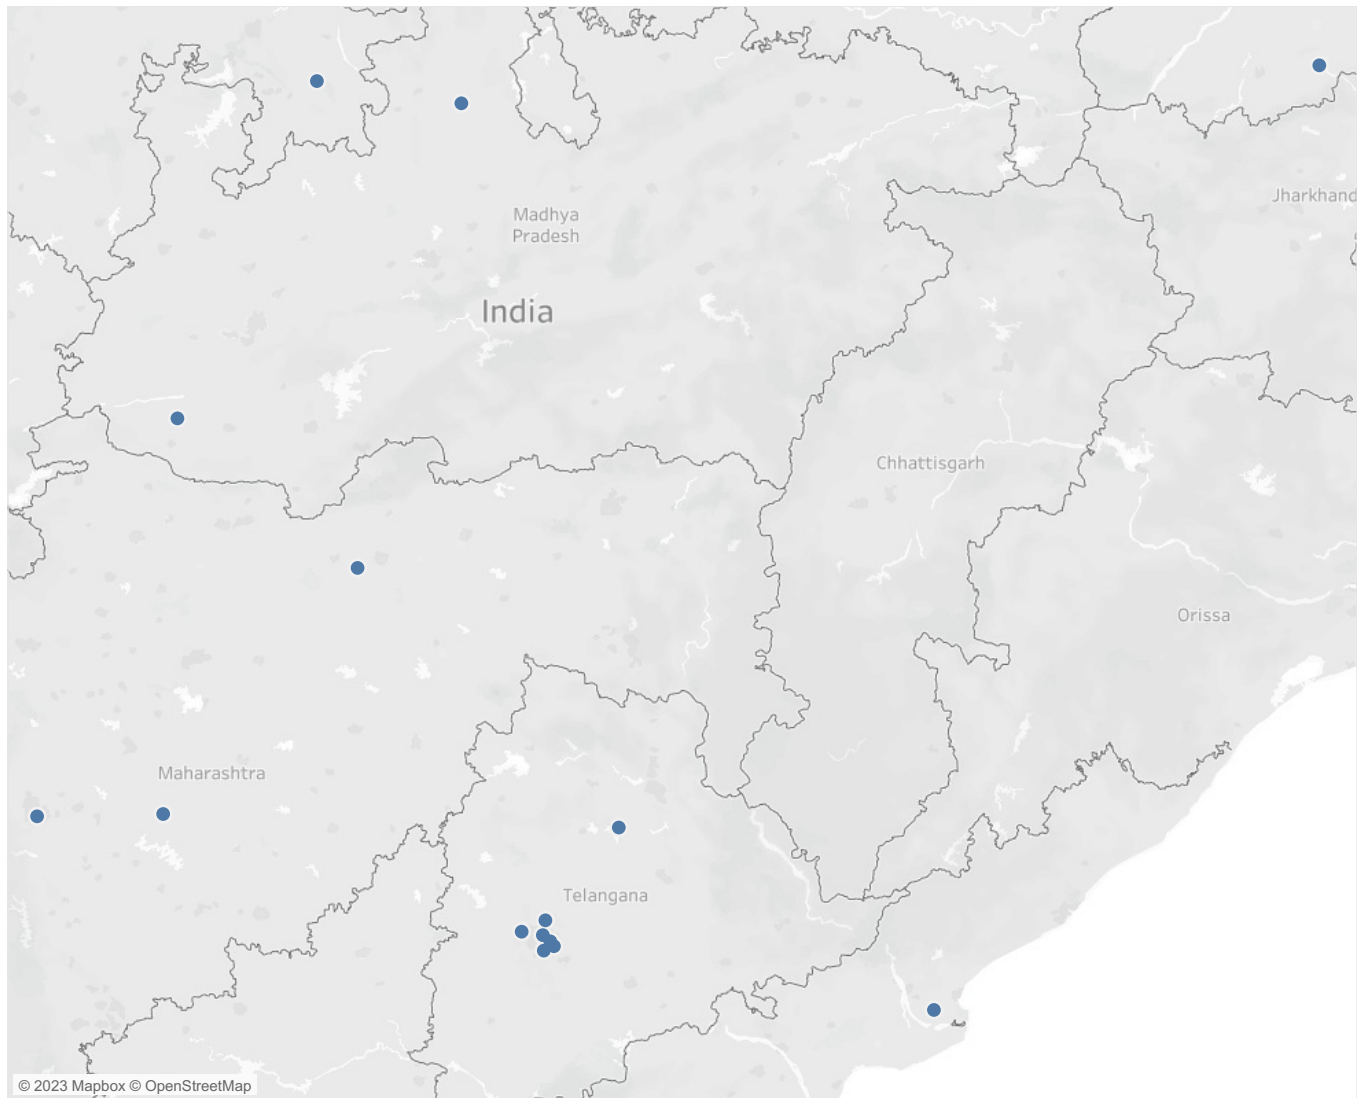 Jharkhand
Madhya
Pradesh
India
Chhattisgarh
Orissa
Maharashtra
Telangana
© 2023 Mapbox © OpenStreetMap